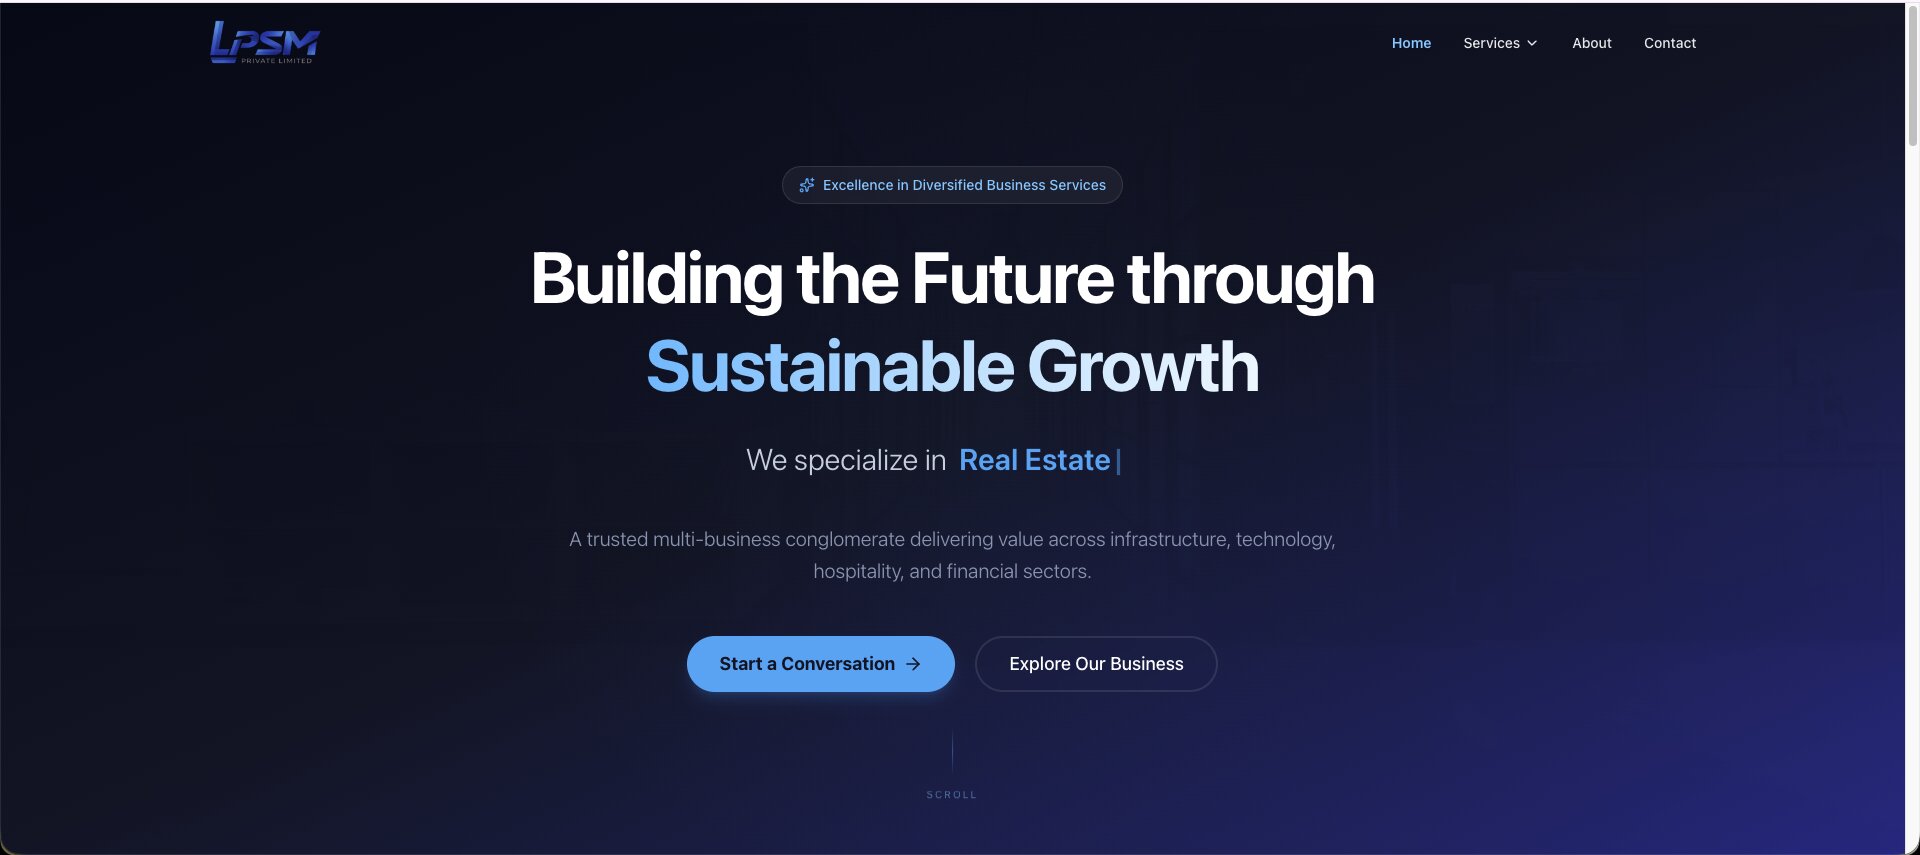 LPSM
PRIVATE LIMITED
Home
Services
About
Contact
Excellence in Diversified Business Services
Building the Future through
Sustainable Growth
We specialize in Real Estate
A trusted multi-business conglomerate delivering value across infrastructure, technology,
hospitality, and financial sectors.
Start a Conversation →
Explore Our Business
SCROLL